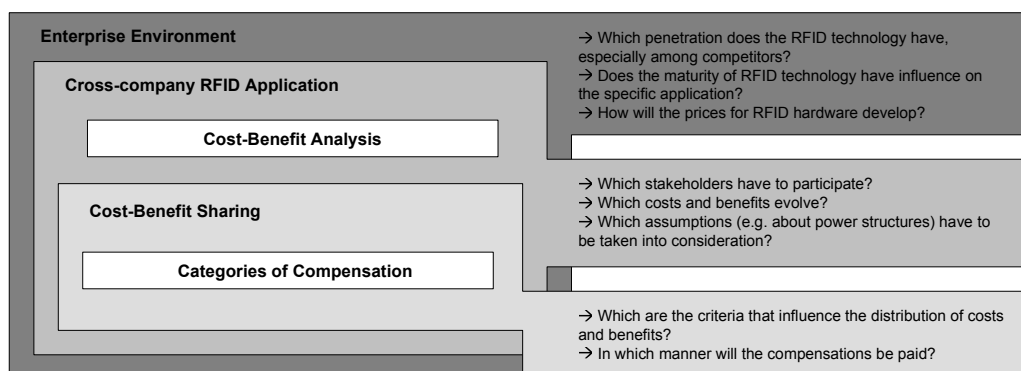 Enterprise Environment
→ Which penetration does the RFID technology have,
especially among competitors?
→ Does the maturity of RFID technology have influence on
the specific application?
→ How will the prices for RFID hardware develop?
Cross-company RFID Application
Cost-Benefit Analysis
→ Which stakeholders have to participate?
→ Which costs and benefits evolve?
→ Which assumptions (e.g. about power structures) have to
be taken into consideration?
Cost-Benefit Sharing
Categories of Compensation
→ Which are the criteria that influence the distribution of costs
and benefits?
→ In which manner will the compensations be paid?